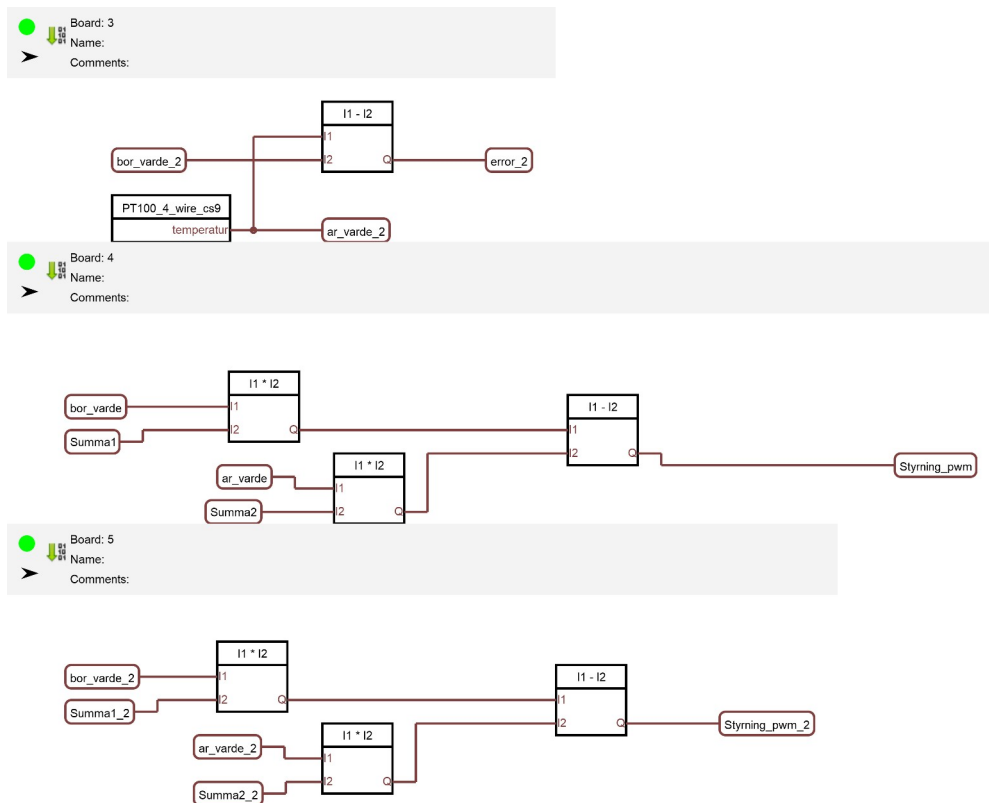 Board: 3
Name:
Comments:
I1 - I2
I1
bor_varde_2
I2
Q
error_2
PT100_4_wire_cs9
temperatur
ar_varde_2
Board: 4
Name:
Comments:
I1 * I2
bor_varde
I1
I1 - I2
Summa1
I2
Q
I1
I1 * I2
I2
Q
Styrning_pwm
ar_varde
I1
Summa2
I2
Q
Board: 5
Name:
Comments:
I1 * I2
bor_varde_2
I1
I1 - I2
Summa1_2
I2
Q
I1
I2
Q
Styrning_pwm_2
I1 * I2
ar_varde_2
I1
Summa2_2
I2
Q